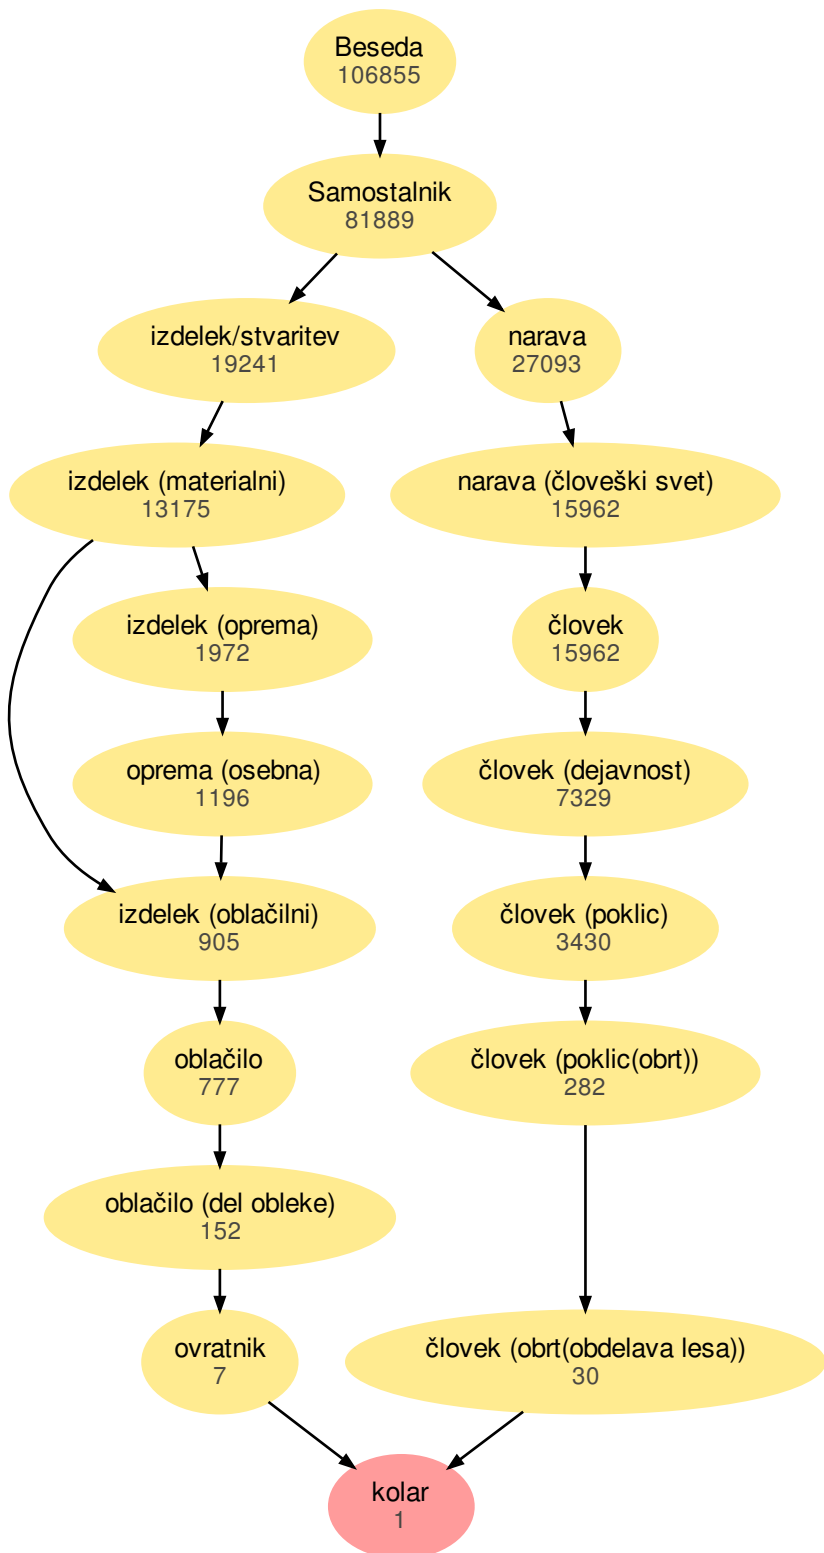 Beseda
106855
Samostalnik
81889
izdelek/stvaritev
19241
narava
27093
izdelek (materialni)
13175
narava (človeški svet)
15962
izdelek (oprema)
1972
človek
15962
oprema (osebna)
1196
človek (dejavnost)
7329
izdelek (oblačilni)
905
človek (poklic)
3430
oblačilo
777
človek (poklic(obrt))
282
oblačilo (del obleke)
152
ovratnik
7
človek (obrt(obdelava lesa))
30
kolar
1